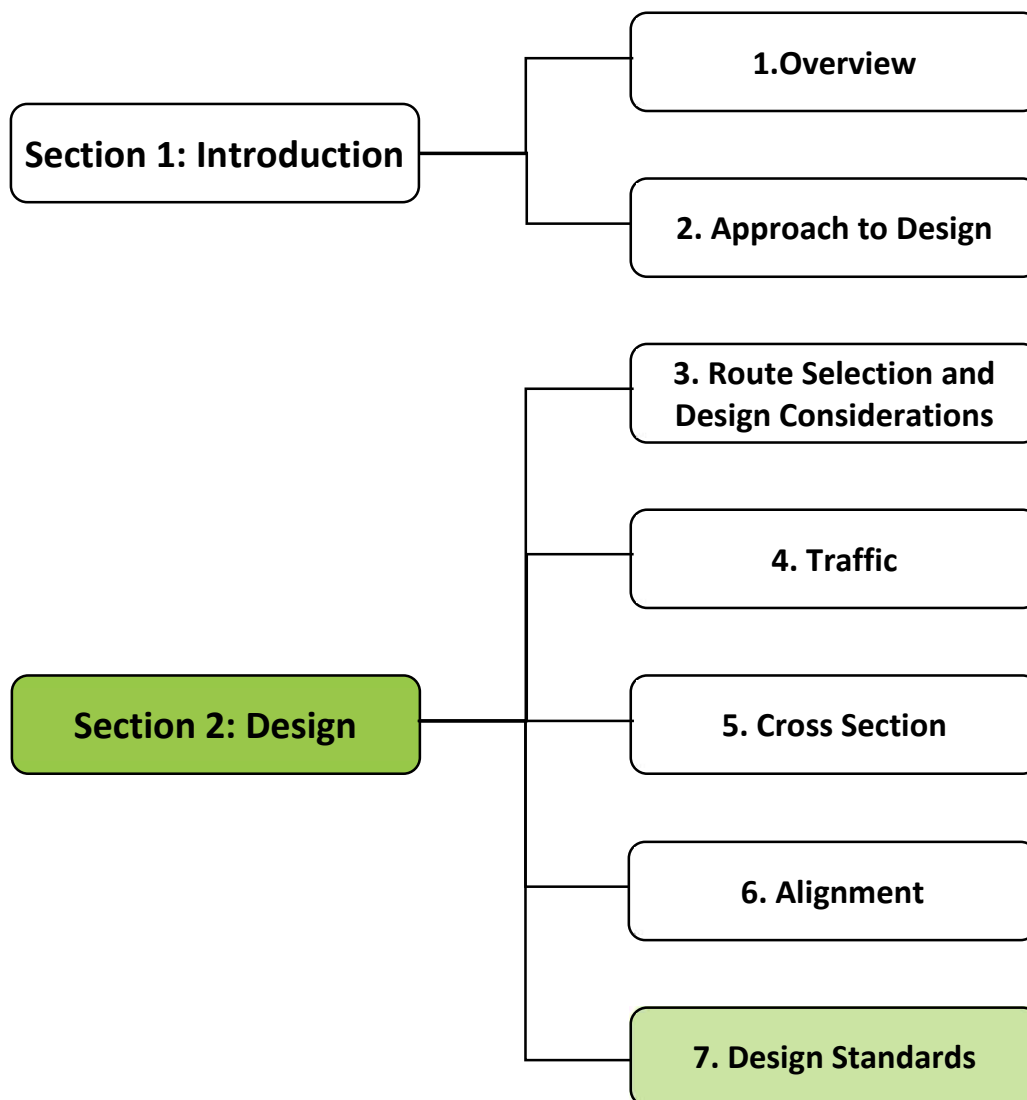 1.Overview
Section 1: Introduction
2. Approach to Design
3. Route Selection and
Design Considerations
4. Traffic
Section 2: Design
5. Cross Section
6. Alignment
7. Design Standards